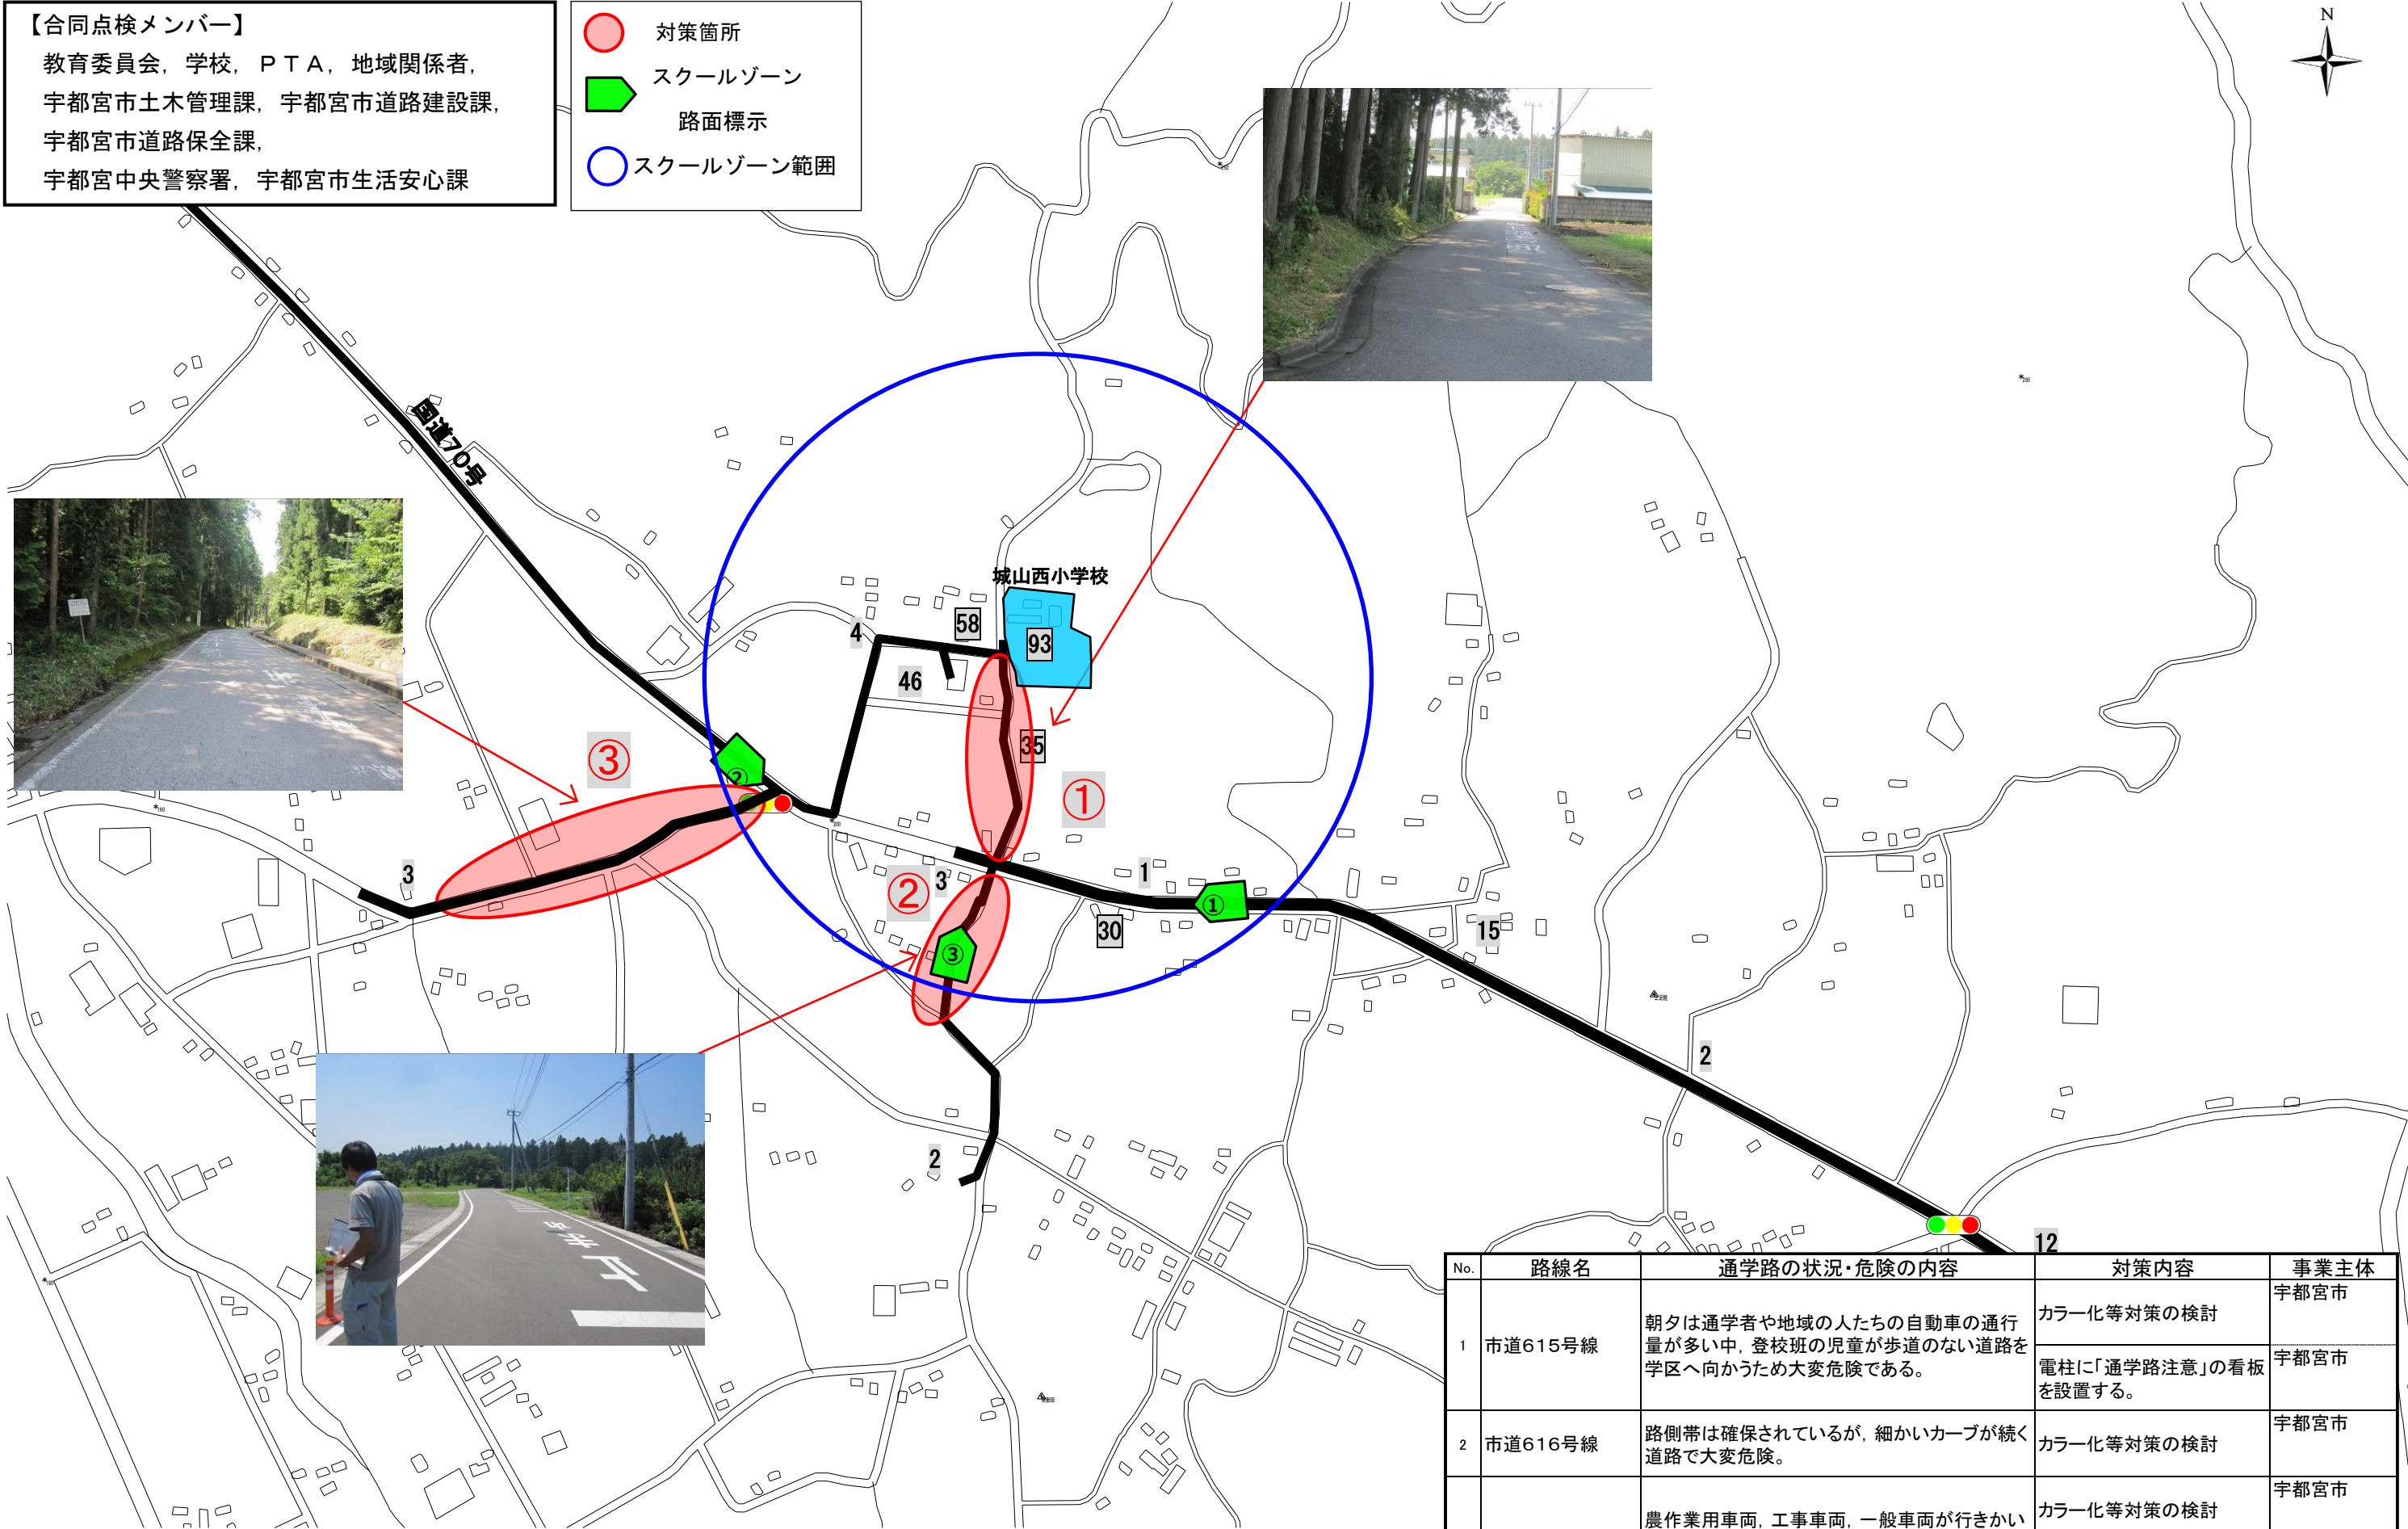 【合同点検メンバー】
教育委員会，学校，ＰＴＡ，地域関係者，
宇都宮市土木管理課，宇都宮市道路建設課，
宇都宮市道路保全課，
宇都宮中央警察署，宇都宮市生活安心課
対策箇所
スクールゾーン
路面標示
スクールゾーン範囲
N
国道70号
城山西小学校
4
58
93
46
35
③
②
①
3
②
3
1
①
30
③
15
2
2
12
No.
路線名
通学路の状況・危険の内容
対策内容
事業主体
1
市道615号線
朝夕は通学者や地域の人たちの自動車の通行
量が多い中，登校班の児童が歩道のない道路を
学区へ向かうため大変危険である。
カラー化等対策の検討
宇都宮市
電柱に「通学路注意」の看板
を設置する。
宇都宮市
2
市道616号線
路側帯は確保されているが，細かいカーブが続く
道路で大変危険。
カラー化等対策の検討
宇都宮市
農作業用車両，工事車両，一般車両が行きかい
カラー化等対策の検討
宇都宮市